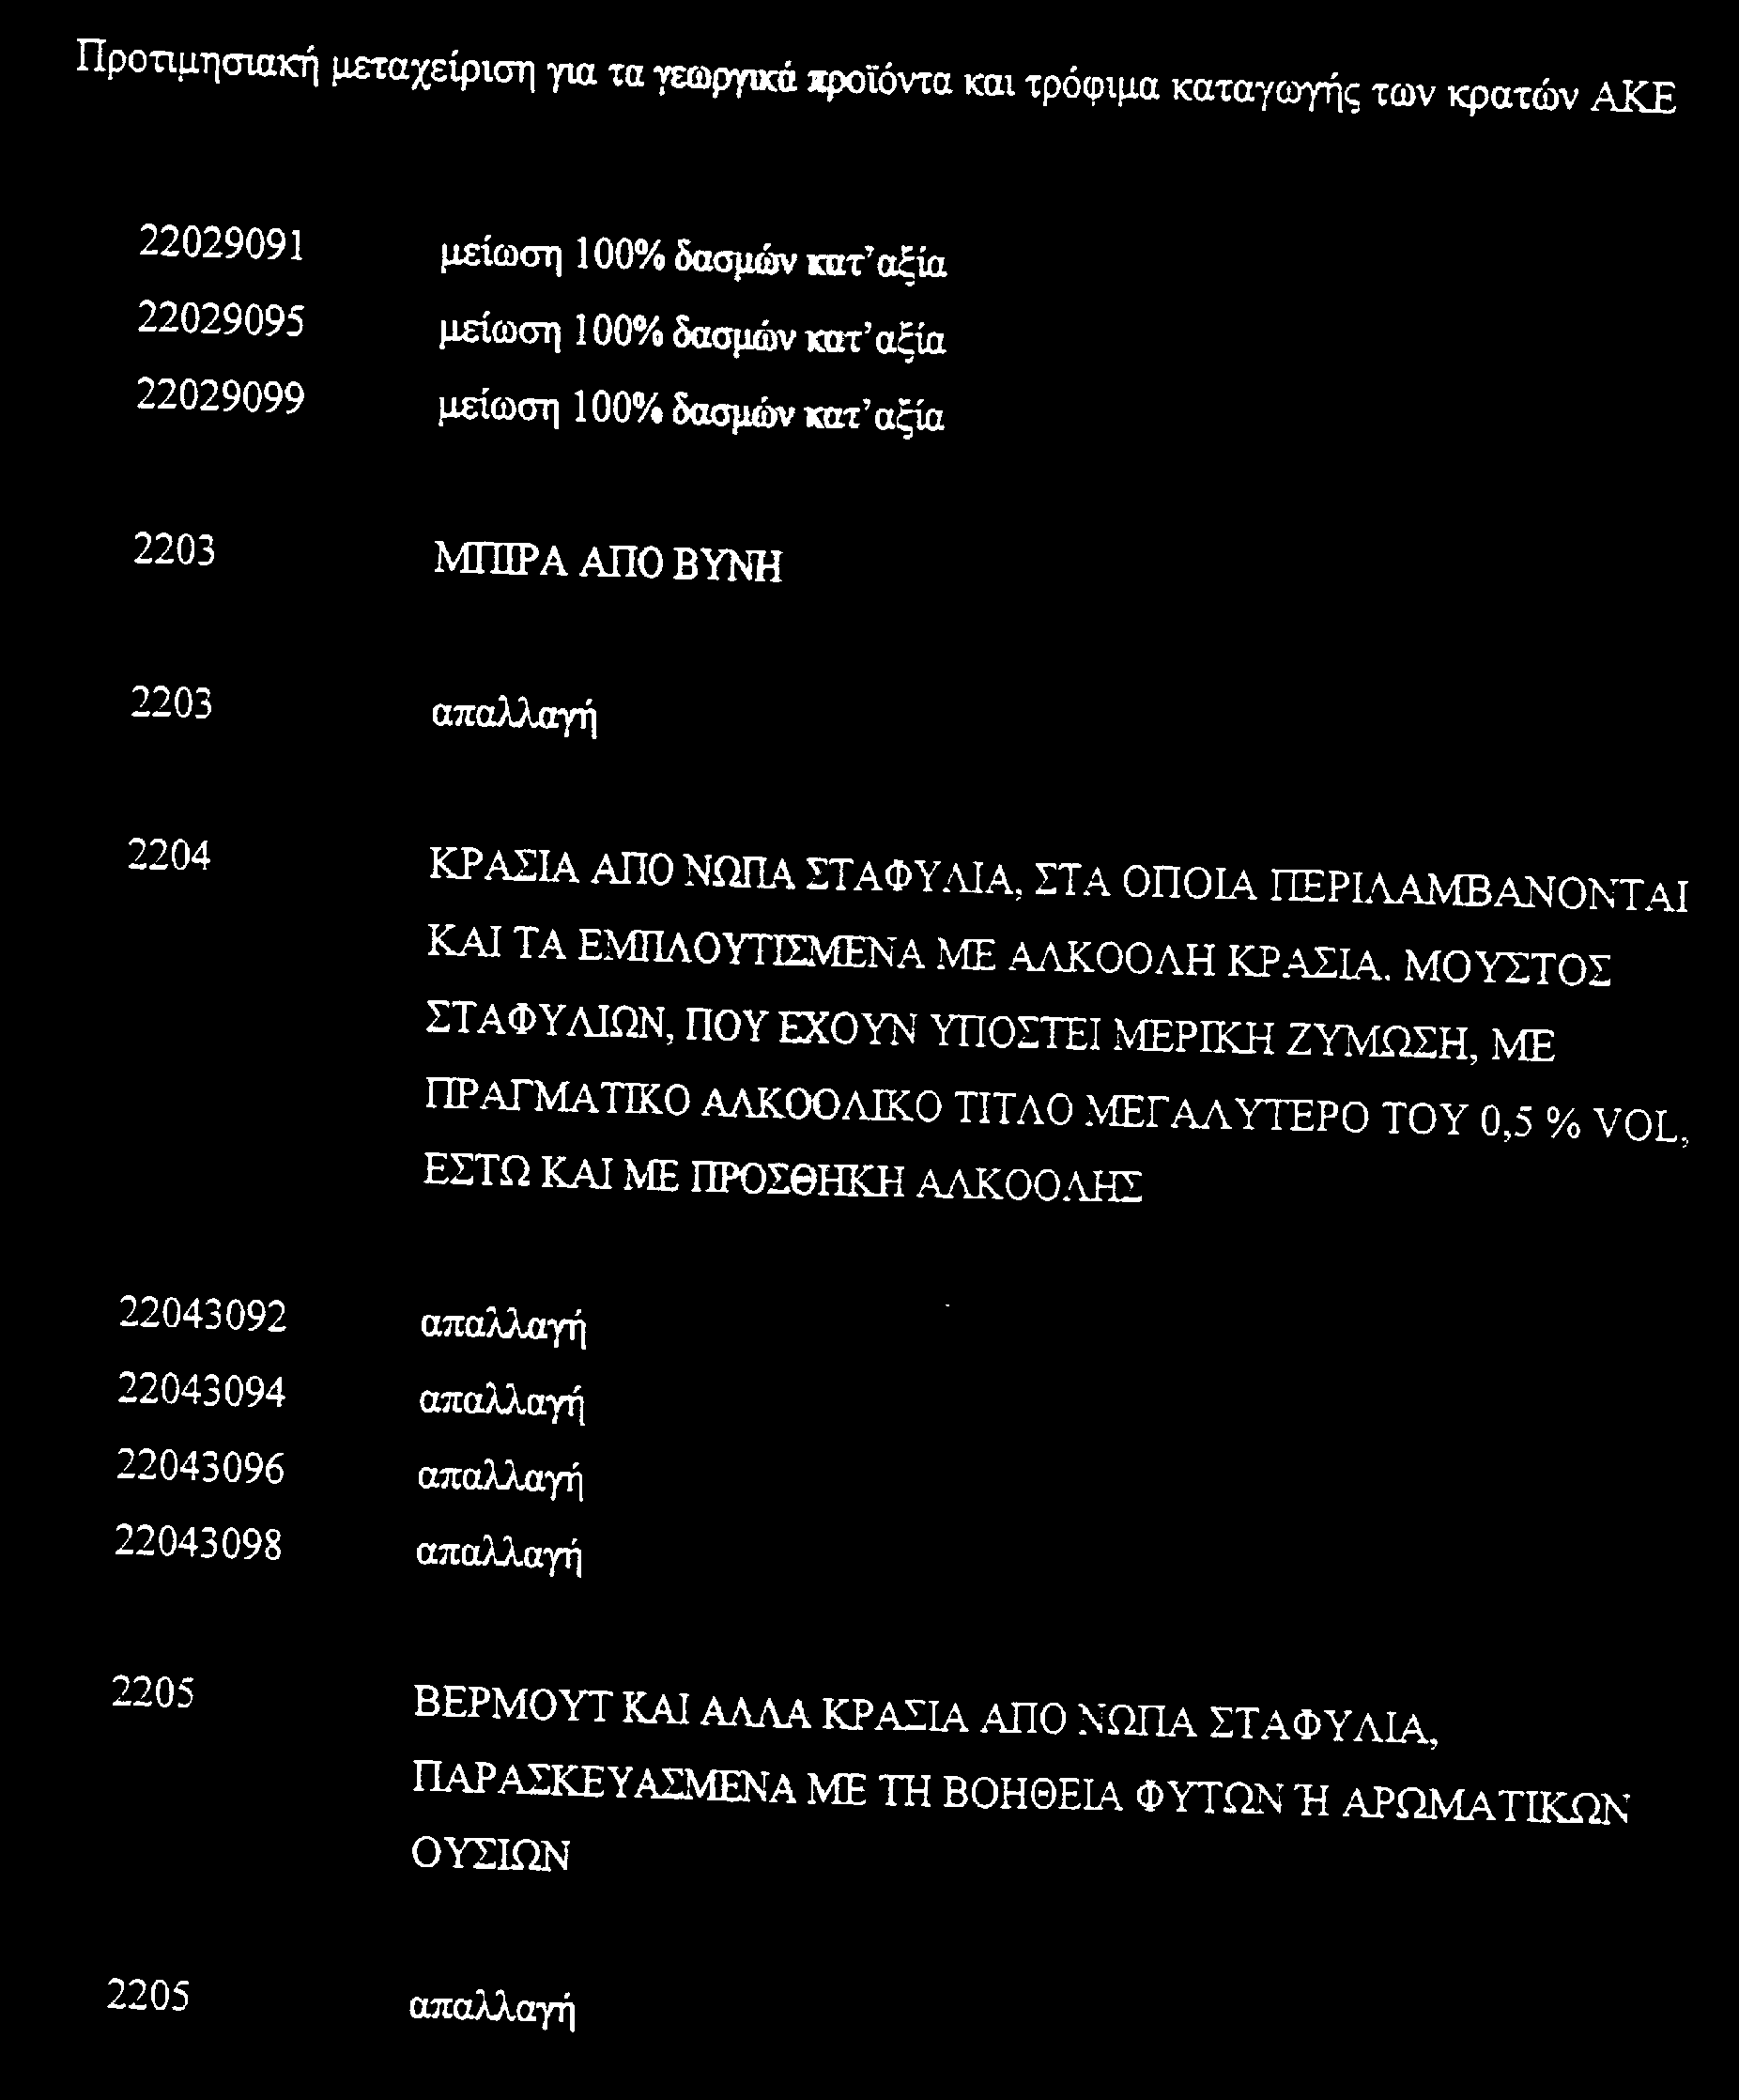 Προτιμησιακή μεταχείριση για τα γεωργικά προϊόντα και τρόφιμα καταγωγής των κρατών ΑΚΕ
22029091 μείωση 100% δασμών κατ’αξία
22029095 μείωση 100% δασμών κατ’αξία
22029099 μείωση 100% δασμών κατ’αξία
2203 ΜΠΙΡΑ ΑΠΟ ΒΥΝΗ
2203 απαλλαγή
2204 ΚΡΑΣΙΑ ΑΠΟ ΝΩΠΑ ΣΤΑΦΥΛΙΑ, ΣΤΑ ΟΠΟΙΑ ΠΕΡΙΛΑΜΒΑΝΟΝΤΑΙ
ΚΑΙ ΤΑ ΕΜΠΛΟΥΤΙΣΜΕΝΑ ΜΕ ΑΛΚΟΟΛΗ ΚΡΑΣΙΑ. ΜΟΥΣΤΟΣ
ΣΤΑΦΥΛΙΩΝ, ΠΟΥ ΕΧΟΥΝ ΥΠΟΣΤΕΙ ΜΕΡΙΚΗ ΖΥΜΩΣΗ, ΜΕ
ΠΡΑΓΜΑΤΙΚΟ ΑΛΚΟΟΛΙΚΟ ΤΙΤΛΟ ΜΕΓΑΛΥΤΕΡΟ ΤΟΥ 0,5 % VOL,
ΕΣΤΩ ΚΑΙ ΜΕ ΠΡΟΣΘΗΚΗ ΑΛΚΟΟΛΗΣ
22043092 απαλλαγή
22043094 απαλλαγή
22043096 απαλλαγή
22043098 απαλλαγή
2205 ΒΕΡΜΟΥΤ ΚΑΙ ΑΛΛΑ ΚΡΑΣΙΑ ΑΠΟ ΝΩΠΑ ΣΤΑΦΥΛΙΑ,
ΠΑΡΑΣΚΕΥΑΣΜΕΝΑ ΜΕ ΤΗ ΒΟΗΘΕΙΑ ΦΥΤΩΝ Ή ΑΡΩΜΑΤΙΚΩΝ
ΟΥΣΙΩΝ
2205 απαλλαγή